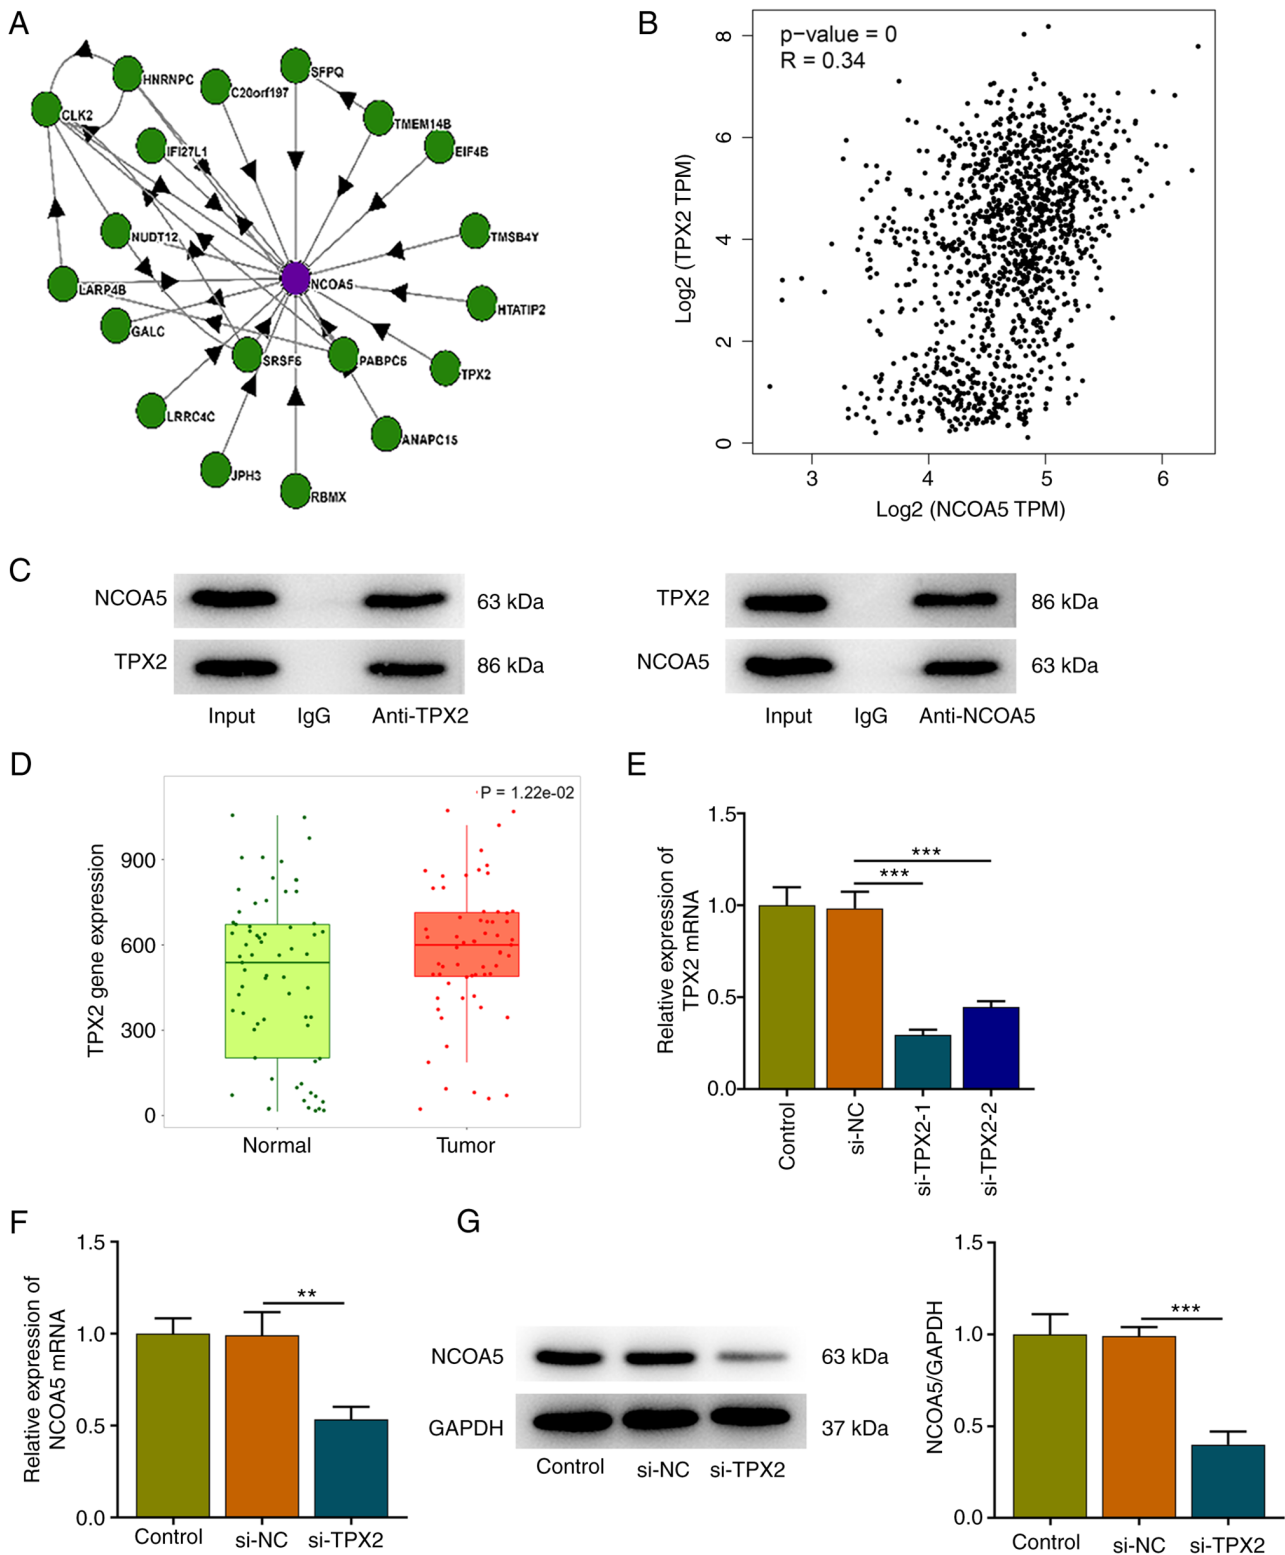 A
HNRNPC
SFPQ
C20orf197
CLK2
TMEM14B
IFI27L1
EIF4B
NUDT12
TMSB4Y
NCOA5
LARP4B
HTATIP2
GALC
SRSF5
PABPC5
TPX2
LRRC4C
ANAPC15
JPH3
RBMX
B
p-value = 0
R = 0.34
Log2 (TPX2 TPM)
8
6
4
2
0
3 4 5 6
Log2 (NCOA5 TPM)
C
NCOA5 63 kDa
TPX2 86 kDa
Input IgG Anti-TPX2
TPX2 86 kDa
NCOA5 63 kDa
Input IgG Anti-NCOA5
D
P = 1.22e-02
TPX2 gene expression
900
600
300
0
Normal Tumor
E
Relative expression of
TPX2 mRNA
1.5
1.0
0.5
0.0
***
***
Control
si-NC
si-TPX2-1
si-TPX2-2
F
Relative expression of
NCOA5 mRNA
1.5
1.0
0.5
0.0
**
Control si-NC si-TPX2
G
NCOA5 63 kDa
GAPDH 37 kDa
Control si-NC si-TPX2
NCOA5/GAPDH
1.5
1.0
0.5
0.0
***
Control si-NC si-TPX2